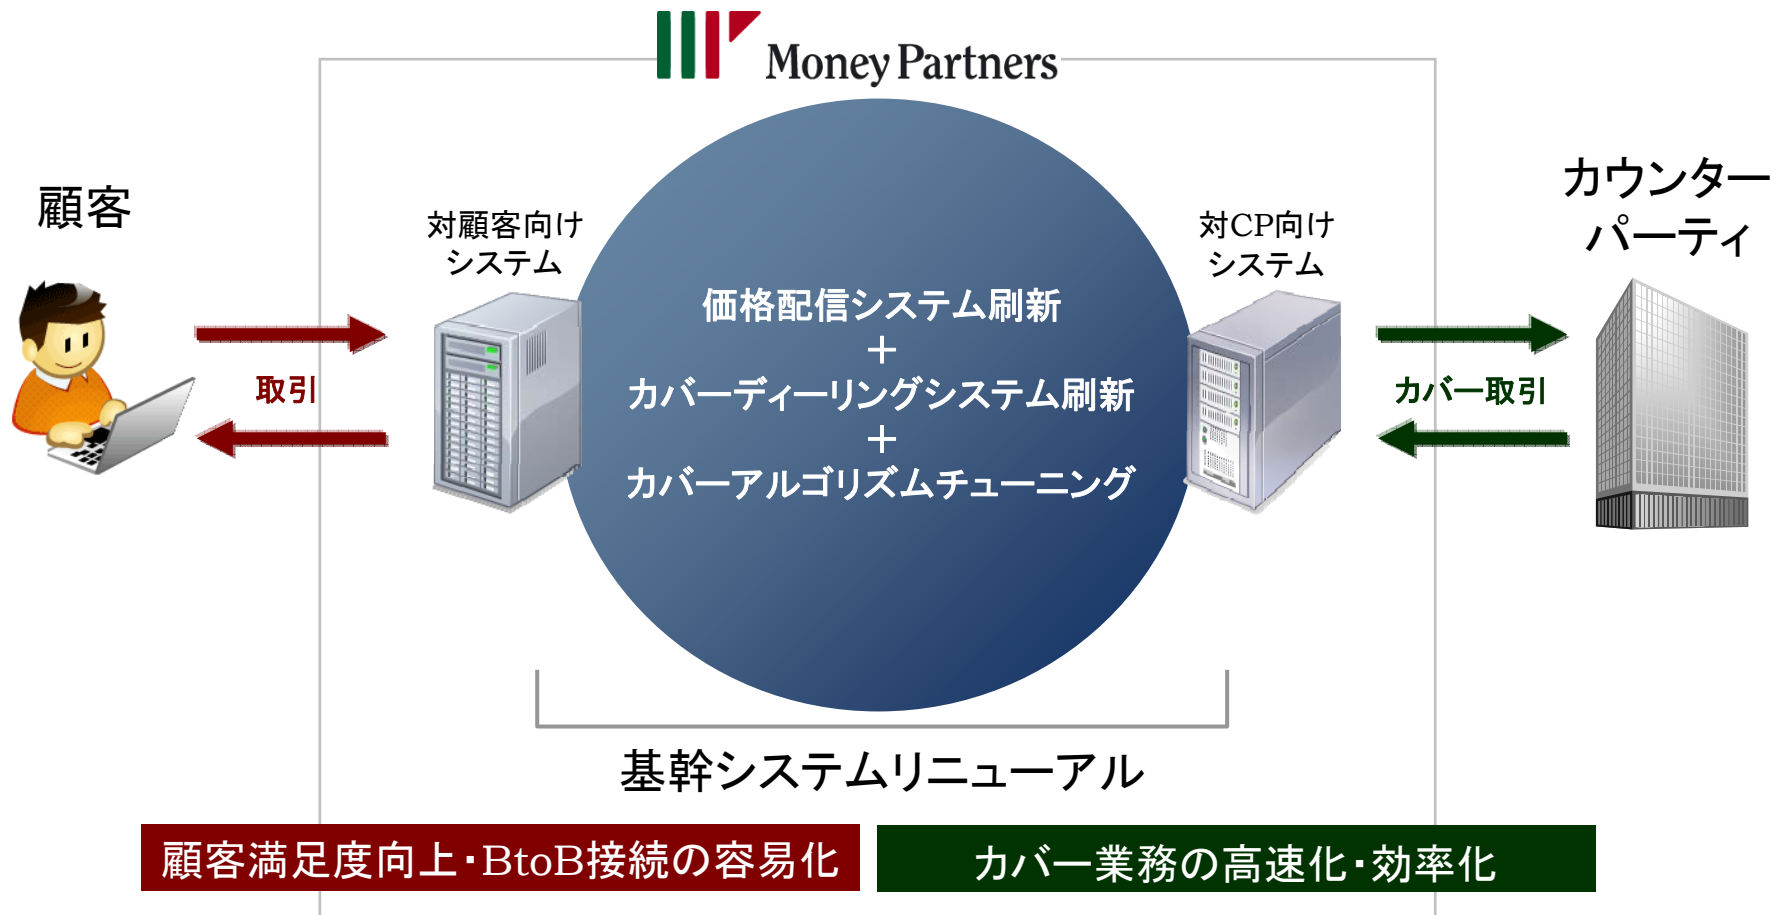 Money Partners
顧客
対顧客向け
システム
対CP向け
システム
カウンター
パーティ
価格配信システム刷新
+
カバーディーリングシステム刷新
+
カバーアルゴリズムチューニング
取引
カバー取引
基幹システムリニューアル
顧客満足度向上・BtoB接続の容易化
カバー業務の高速化・効率化